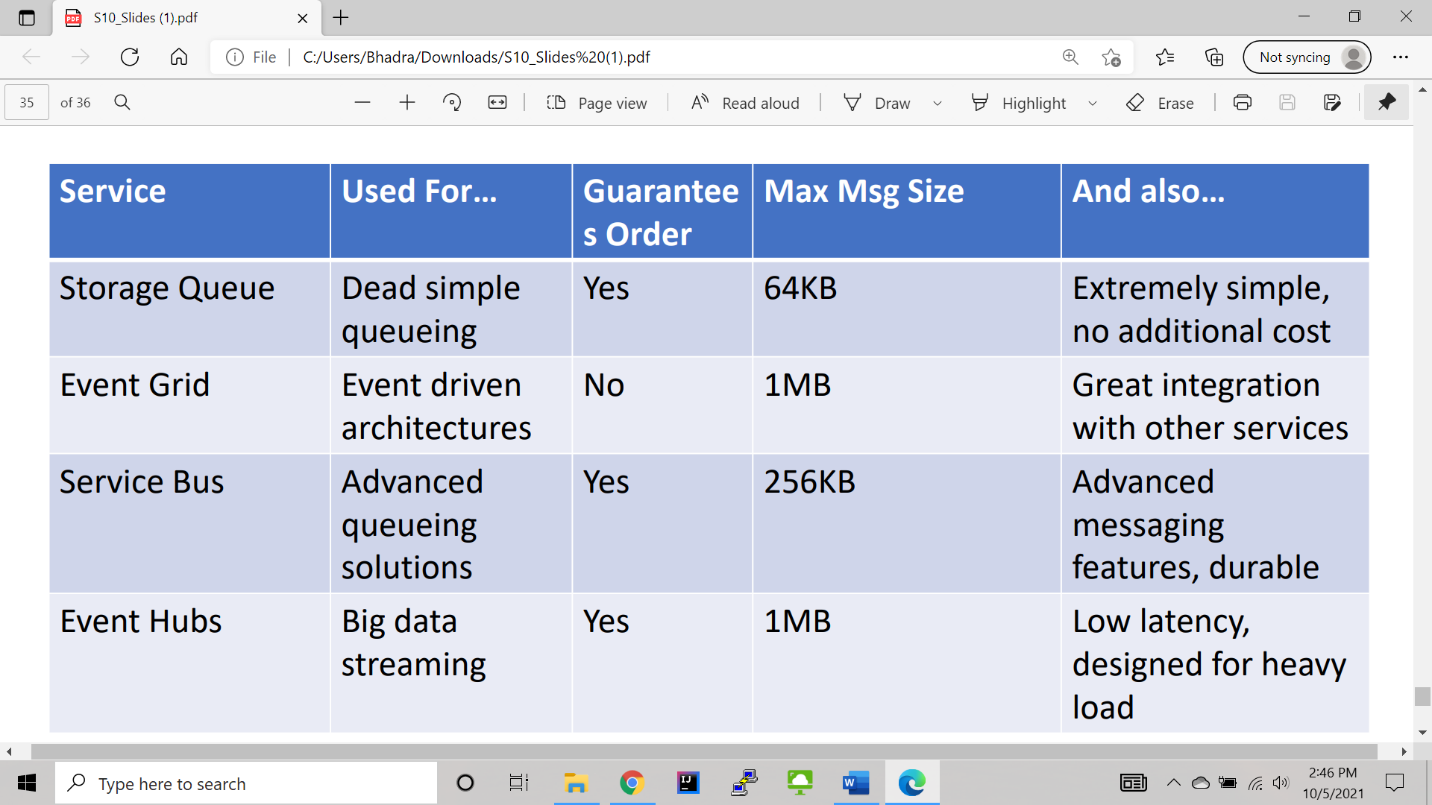 S10_Slides (1).pdf
File
C:/Users/Bhadra/Downloads/S10_Slides%20(1).pdf
Not syncing
35 of 36
Page view
Read aloud
Draw
Highlight
Erase
Service
Used For...
Guarantee
s Order
Max Msg Size
And also...
Storage Queue
Dead simple
queueing
Yes
64KB
Extremely simple,
no additional cost
Event Grid
Event driven
architectures
No
1MB
Great integration
with other services
Service Bus
Advanced
queueing
solutions
Yes
256KB
Advanced
messaging
features, durable
Event Hubs
Big data
streaming
Yes
1MB
Low latency,
designed for heavy
load
Type here to search
2:46 PM
10/5/2021